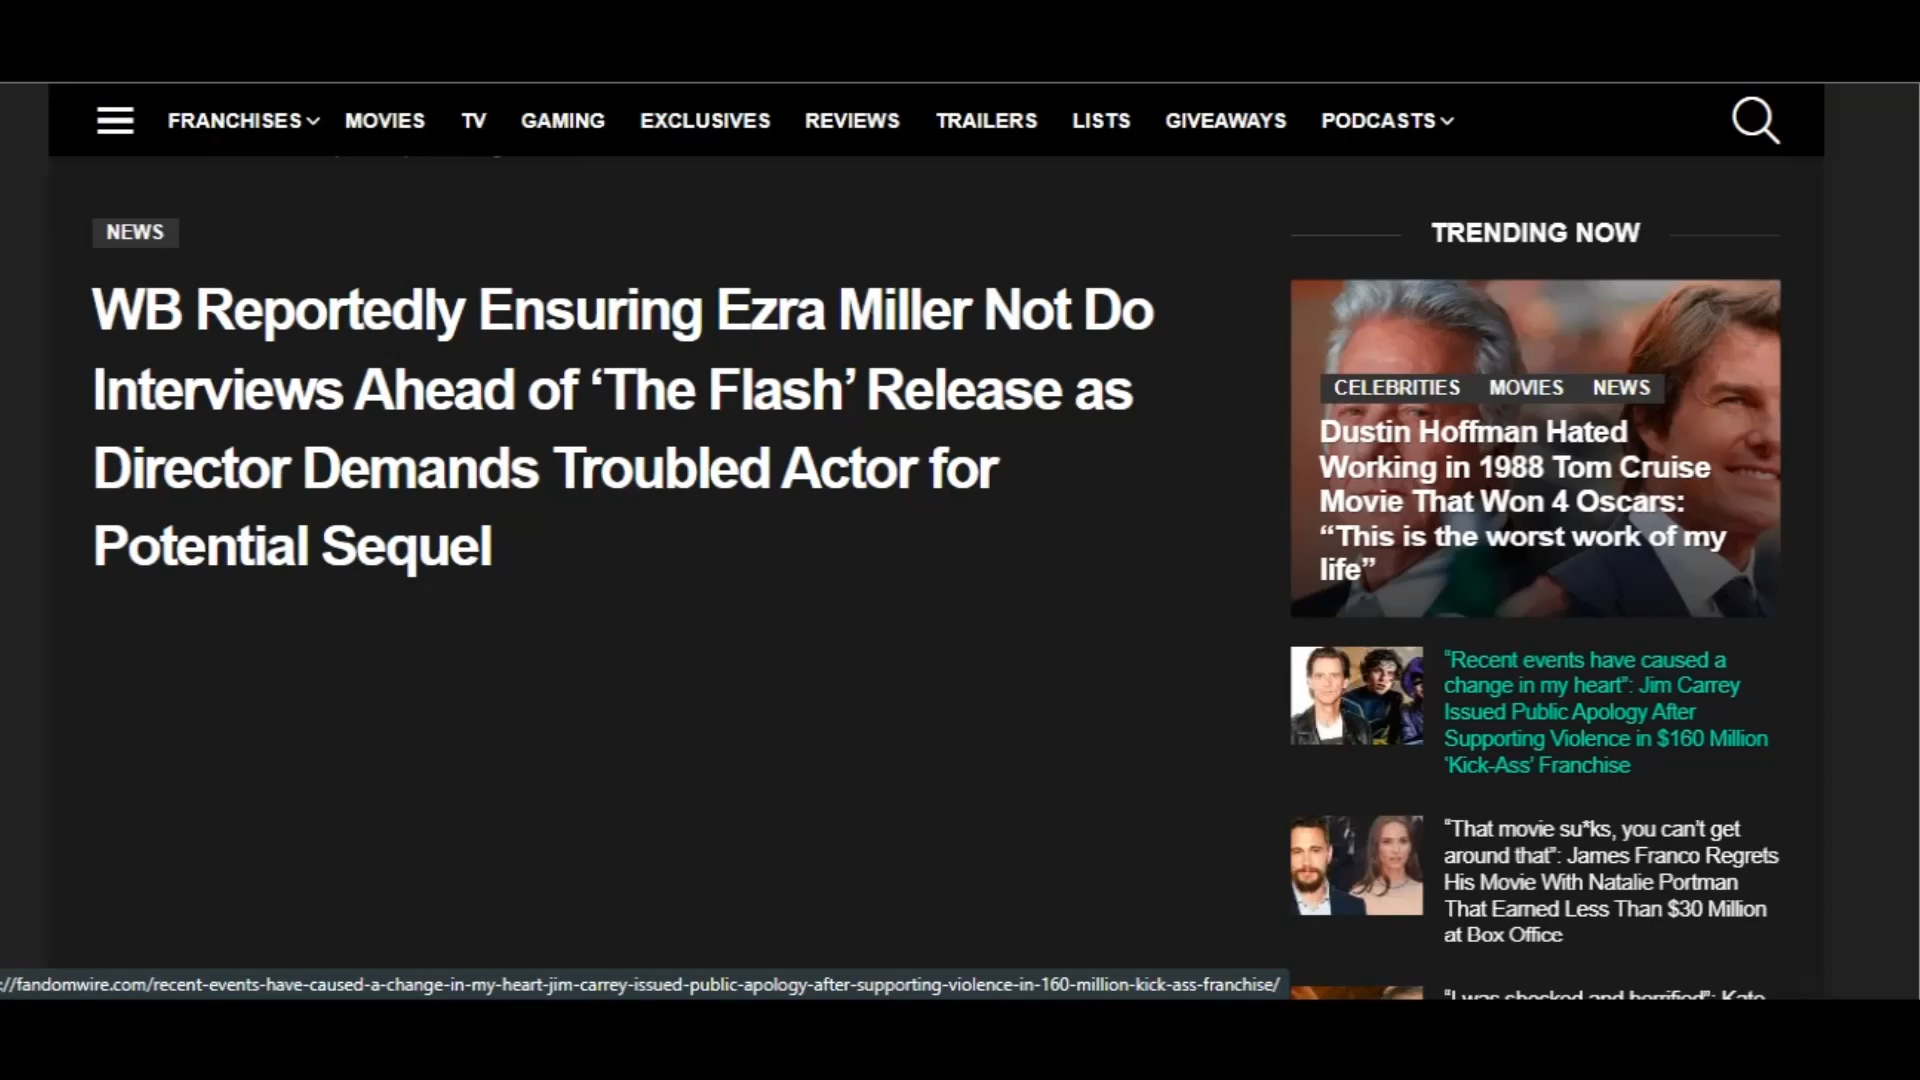 FRANCHISES MOVIES TV GAMING EXCLUSIVES REVIEWS TRAILERS LISTS GIVEAWAYS PODCASTS
NEWS
WB Reportedly Ensuring Ezra Miller Not Do
Interviews Ahead of ‘The Flash’ Release as
Director Demands Troubled Actor for
Potential Sequel
TRENDING NOW
CELEBRITIES MOVIES NEWS
Dustin Hoffman Hated
Working in 1988 Tom Cruise
Movie That Won 4 Oscars:
“This is the worst work of my
life”
“Recent events have caused a
change in my heart”: Jim Carrey
Issued Public Apology After
Supporting Violence in $160 Million
‘Kick-Ass’ Franchise
“That movie su*ks, you can’t get
around that”: James Franco Regrets
His Movie With Natalie Portman
That Earned Less Than $30 Million
at Box Office
“I was shocked and horrified”: Kate
://fandomwire.com/recent-events-have-caused-a-change-in-my-heart-jim-carrey-issued-public-apology-after-supporting-violence-in-160-million-kick-ass-franchise/